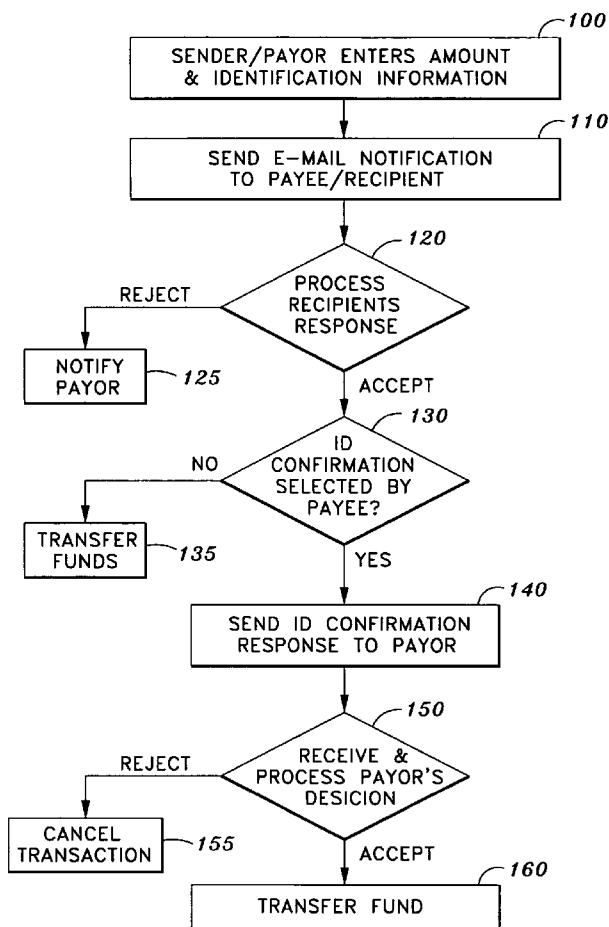 100
SENDER/PAYOR ENTERS AMOUNT
& IDENTIFICATION INFORMATION
110
SEND E-MAIL NOTIFICATION
TO PAYEE/RECIPIENT
120
PROCESS
RECIPIENTS
RESPONSE
REJECT
NOTIFY
PAYOR
125
ACCEPT
130
ID
CONFIRMATION
SELECTED BY
PAYEE?
NO
TRANSFER
FUNDS
135
YES
140
SEND ID CONFIRMATION
RESPONSE TO PAYOR
150
RECEIVE &
PROCESS PAYOR'S
DESICION
REJECT
CANCEL
TRANSACTION
155
ACCEPT
160
TRANSFER FUND